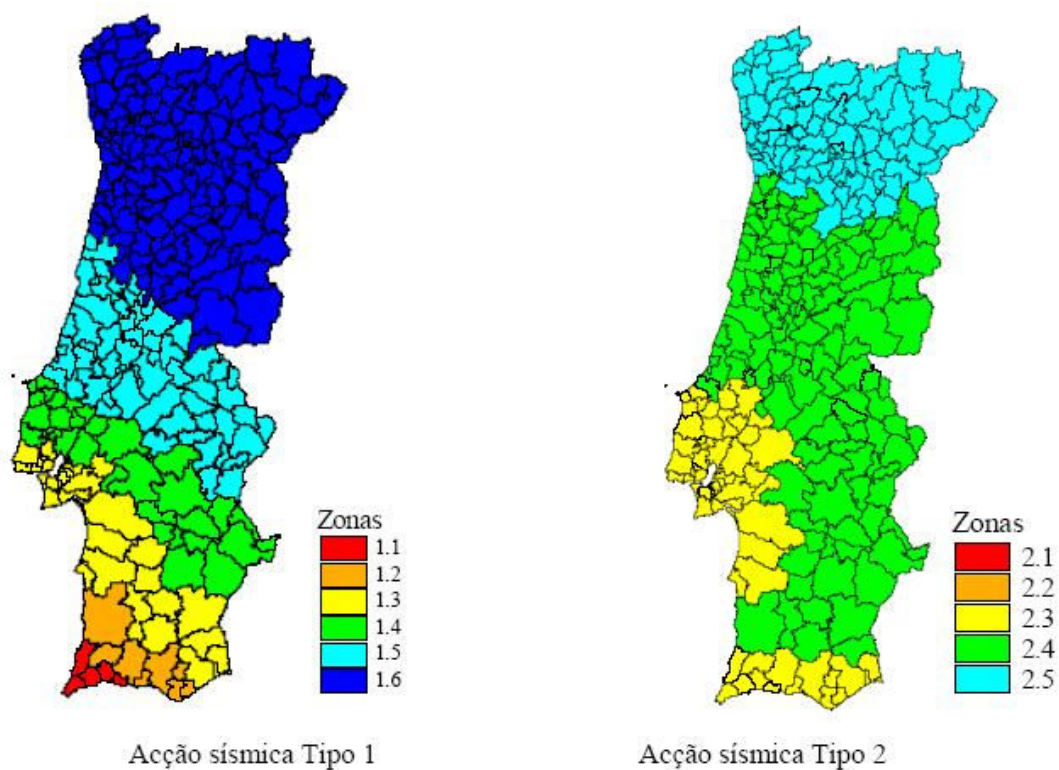 Zonas
1.1
1.2
1.3
1.4
1.5
1.6
Zonas
2.1
2.2
2.3
2.4
2.5
Acção sísmica Tipo 1
Acção sísmica Tipo 2